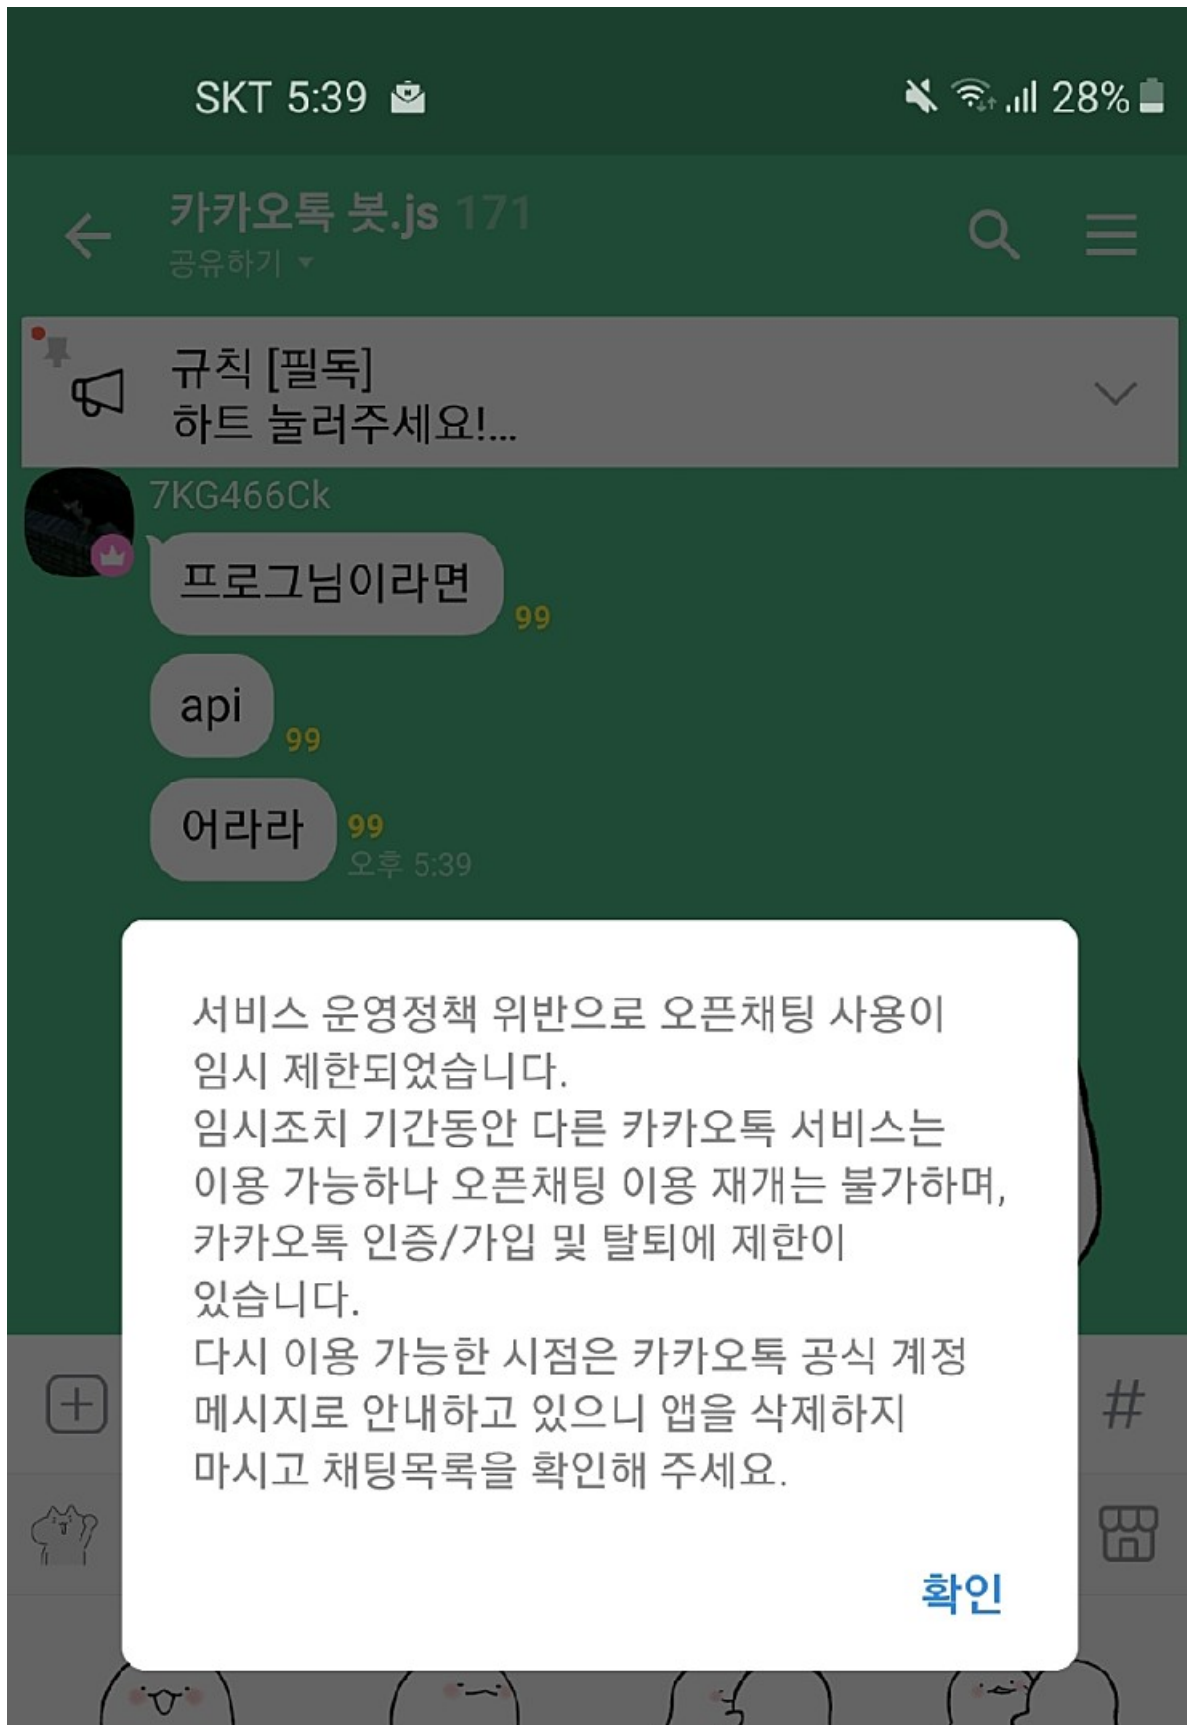 SKT 5:39
28%
카카오톡 봇.js 171
공유하기
규칙 [필독]
하트 눌러주세요!...
7KG466Ck
프로그님이라면
99
api
99
어라라
99
오후 5:39
서비스 운영정책 위반으로 오픈채팅 사용이
임시 제한되었습니다.
임시조치 기간동안 다른 카카오톡 서비스는
이용 가능하나 오픈채팅 이용 재개는 불가하며,
카카오톡 인증/가입 및 탈퇴에 제한이
있습니다.
다시 이용 가능한 시점은 카카오톡 공식 계정
메시지로 안내하고 있으니 앱을 삭제하지
마시고 채팅목록을 확인해 주세요.
#
확인